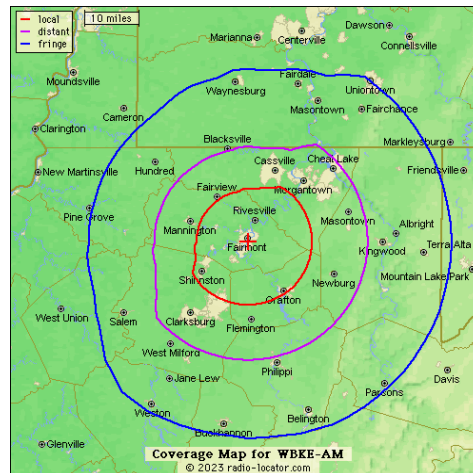 local
distant
fringe
10 miles
Dawson
Marianna
Centerville
Connellsville
Moundsville
Fairdale
Waynesburg
Uniontown
Masontown
Fairchance
Cameron
Clarington
Blacksville
Markleysburg
Cassville
Cheat Lake
Hundred
New Martinsville
Friendsville
Morgantown
Fairview
Pine Grove
Rivesville
Masontown
Mannington
Albright
Fairmont
Kingwood
Terra Alta
Shinnston
Newburg
Mountain Lake Park
Grafton
West Union
Salem
Clarksburg
Flemington
West Milford
Philippi
Jane Lew
Davis
Parsons
Weston
Belington
Buckhannon
Glenville
Coverage Map for WBKE-AM
© 2023 radio-locator.com